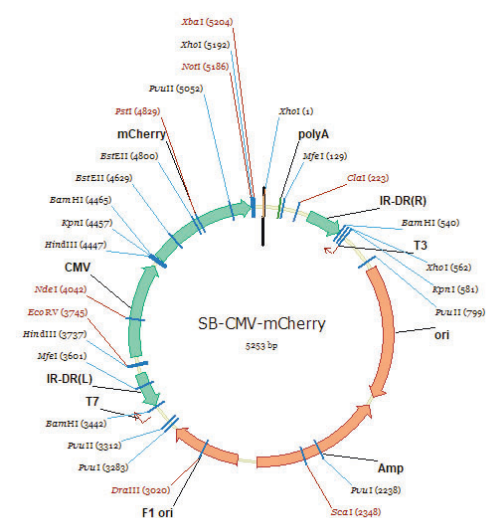 XbaI (5204)
XhoI (5192)
NotI (5186)
PvuII (5052)
PstI (4829)
mCherry
BstEII (4800)
BstEII (4629)
BamHI (4465)
KpnI (4457)
HindIII (4447)
CMV
NdeI (4042)
EcoRV (3745)
HindIII (3737)
MfeI (3601)
IR-DR(L)
T7
BamHI (3442)
PvuII (3312)
PvuI (3283)
DraIII (3020)
F1 ori
XhoI (1)
polyA
MfeI (129)
ClaI (223)
IR-DR(R)
BamHI (540)
T3
XhoI (562)
KpnI (581)
PvuII (799)
ori
Amp
PvuI (2238)
ScaI (2348)
SB-CMV-mCherry
5253 bp